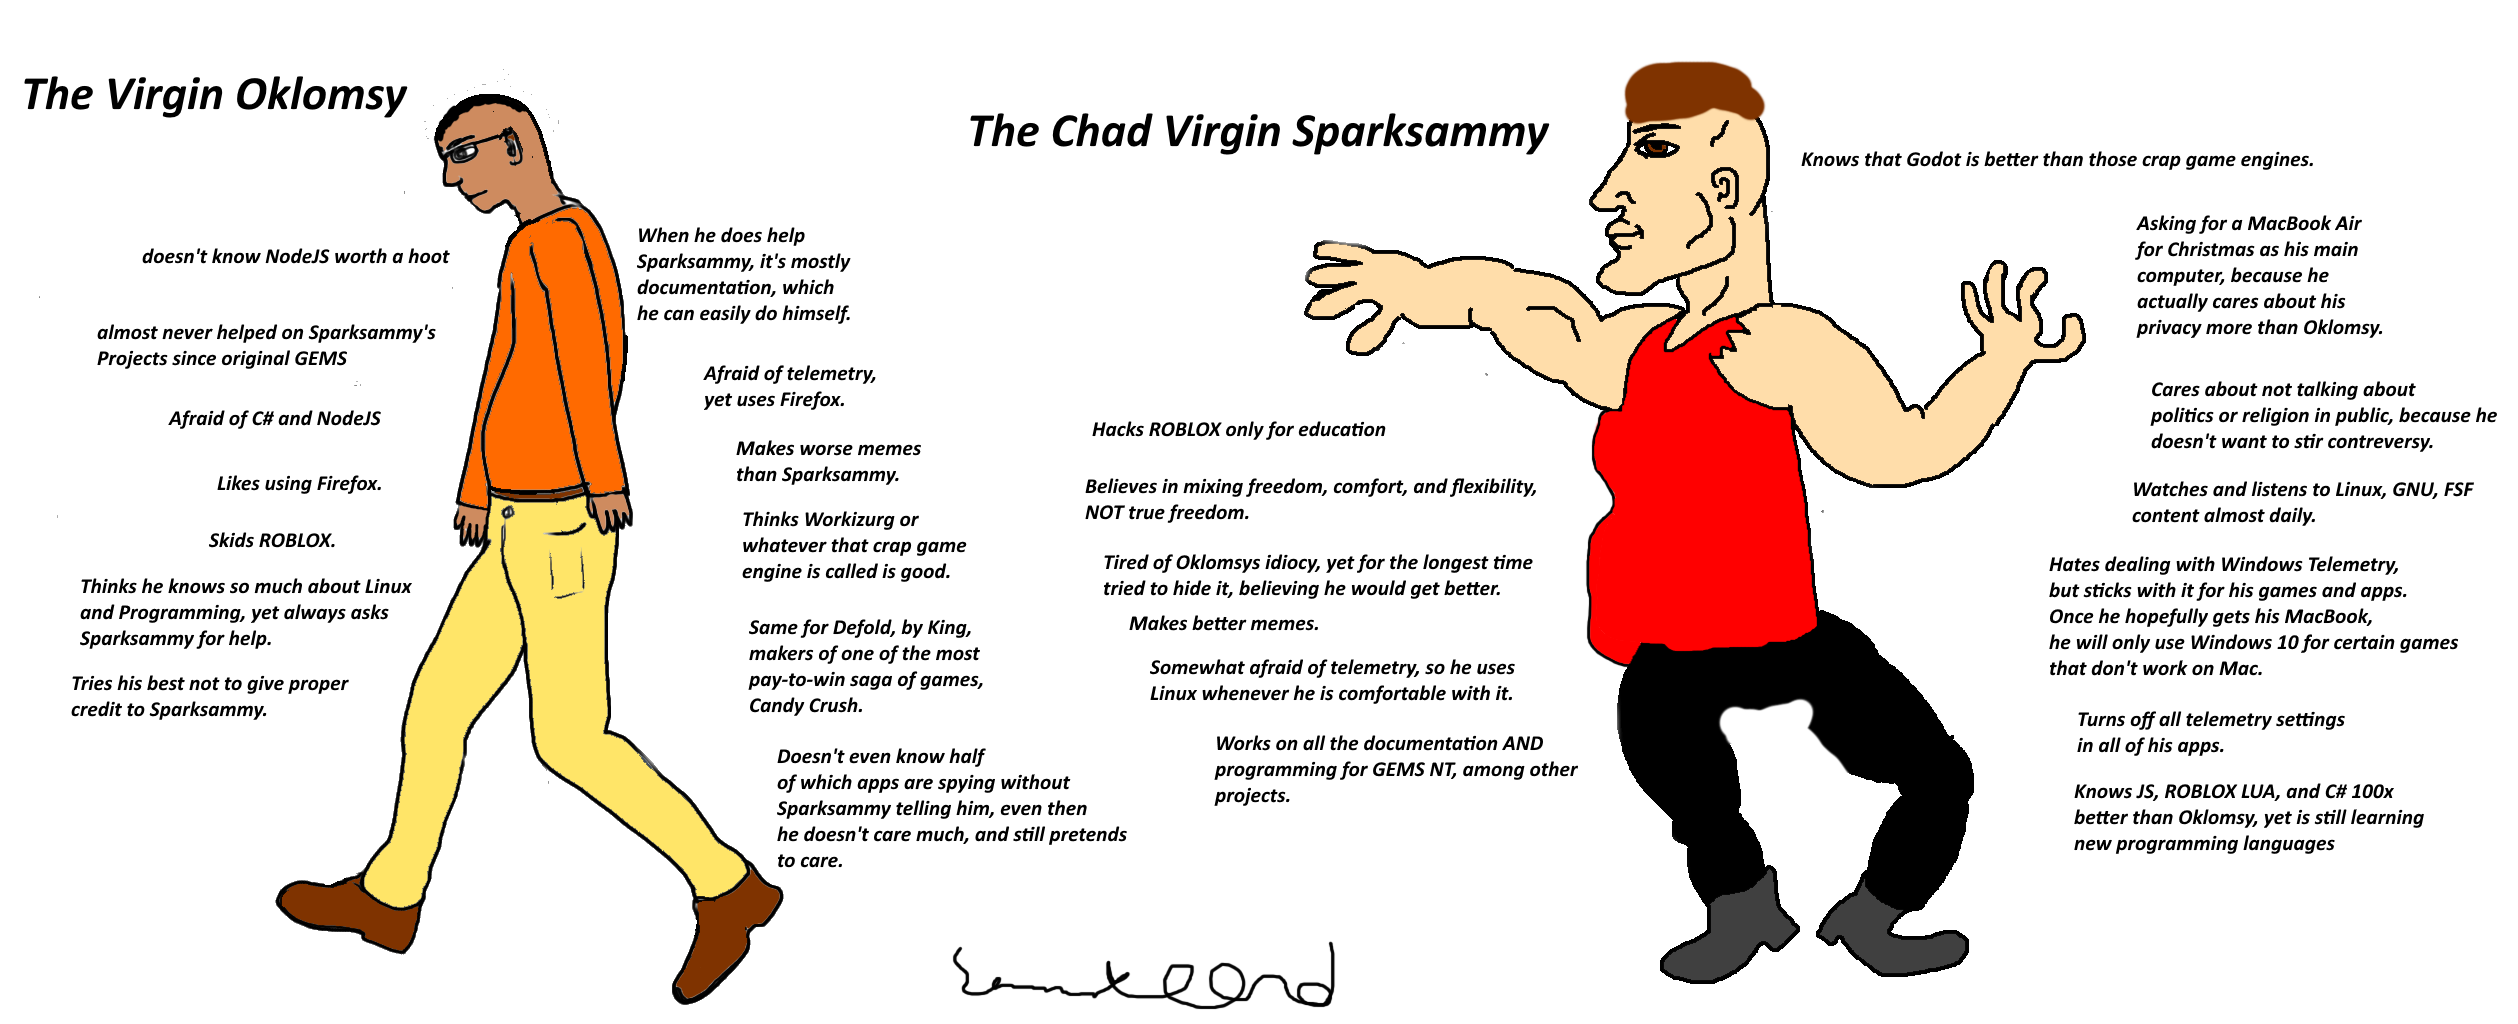 The Virgin Oklomsy
doesn't know NodeJS worth a hoot
almost never helped on Sparksammy's
Projects since original GEMS
Afraid of C# and NodeJS
Likes using Firefox.
Skids ROBLOX.
Thinks he knows so much about Linux
and Programming, yet always asks
Sparksammy for help.
Tries his best not to give proper
credit to Sparksammy.
When he does help
Sparksammy, it's mostly
documentation, which
he can easily do himself.
Afraid of telemetry,
yet uses Firefox.
Makes worse memes
than Sparksammy.
Thinks Workizurg or
whatever that crap game
engine is called is good.
Same for Defold, by King,
makers of one of the most
pay-to-win saga of games,
Candy Crush.
Doesn't even know half
of which apps are spying without
Sparksammy telling him, even then
he doesn't care much, and still pretends
to care.
The Chad Virgin Sparksammy
Hacks ROBLOX only for education
Believes in mixing freedom, comfort, and flexibility,
NOT true freedom.
Tired of Oklomsys idiocy, yet for the longest time
tried to hide it, believing he would get better.
Makes better memes.
Somewhat afraid of telemetry, so he uses
Linux whenever he is comfortable with it.
Works on all the documentation AND
programming for GEMS NT, among other
projects.
Knows that Godot is better than those crap game engines.
Asking for a MacBook Air
for Christmas as his main
computer, because he
actually cares about his
privacy more than Oklomsy.
Cares about not talking about
politics or religion in public, because he
doesn't want to stir contreversy.
Watches and listens to Linux, GNU, FSF
content almost daily.
Hates dealing with Windows Telemetry,
but sticks with it for his games and apps.
Once he hopefully gets his MacBook,
he will only use Windows 10 for certain games
that don't work on Mac.
Turns off all telemetry settings
in all of his apps.
Knows JS, ROBLOX LUA, and C# 100x
better than Oklomsy, yet is still learning
new programming languages